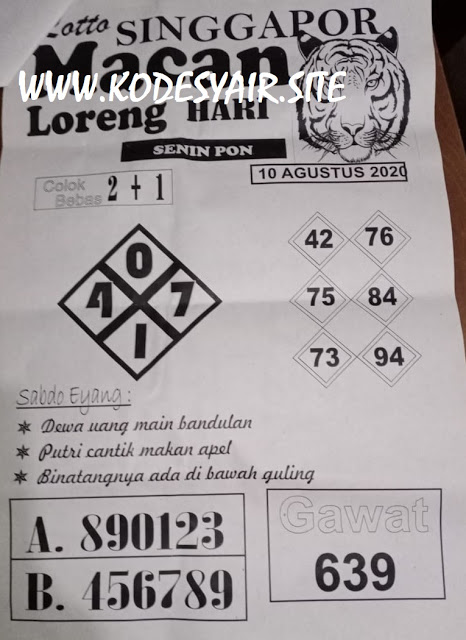 Lotto SINGGAPOR
Macan
WWW.KODESYAIR.SITE
Loreng HARI
SENIN PON
10 AGUSTUS 2020
Colok Bebas 2 + 1
0
4 7
1
42 76
75 84
73 94
Sabdo Eyang :
Dewa uang main bandulan
Putri cantik makan apel
Binatangnya ada di bawah guling
A. 890123
B. 456789
Gawat
639